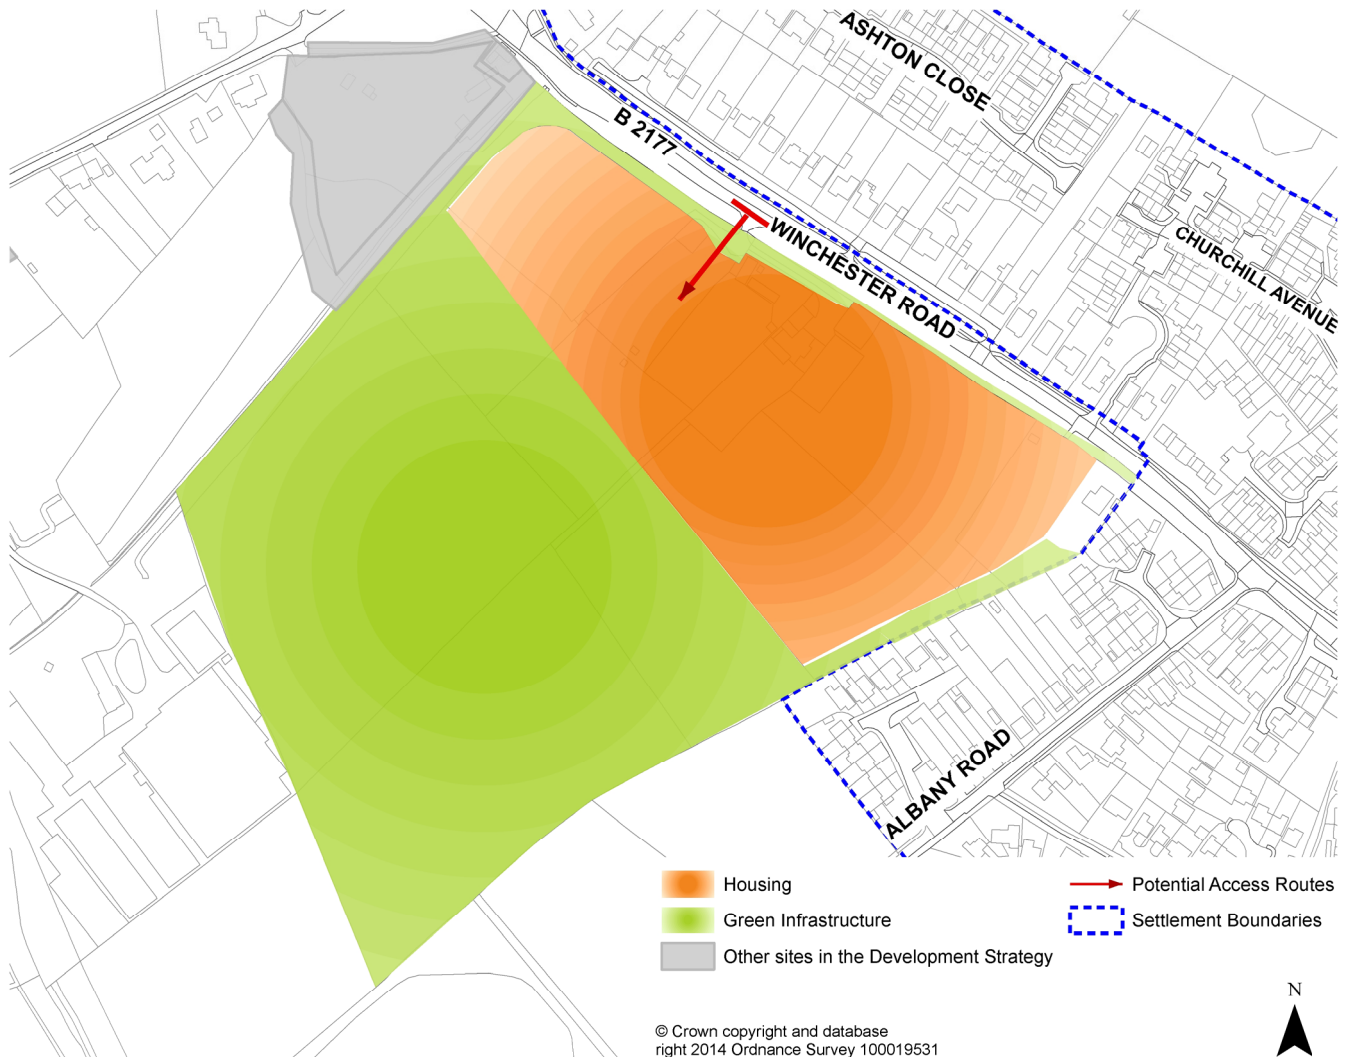 ASHTON CLOSE
B 2177
WINCHESTER ROAD
CHURCHILL AVENUE
ALBANY ROAD
Housing
Green Infrastructure
Other sites in the Development Strategy
Potential Access Routes
Settlement Boundaries
N
© Crown copyright and database
right 2014 Ordnance Survey 100019531